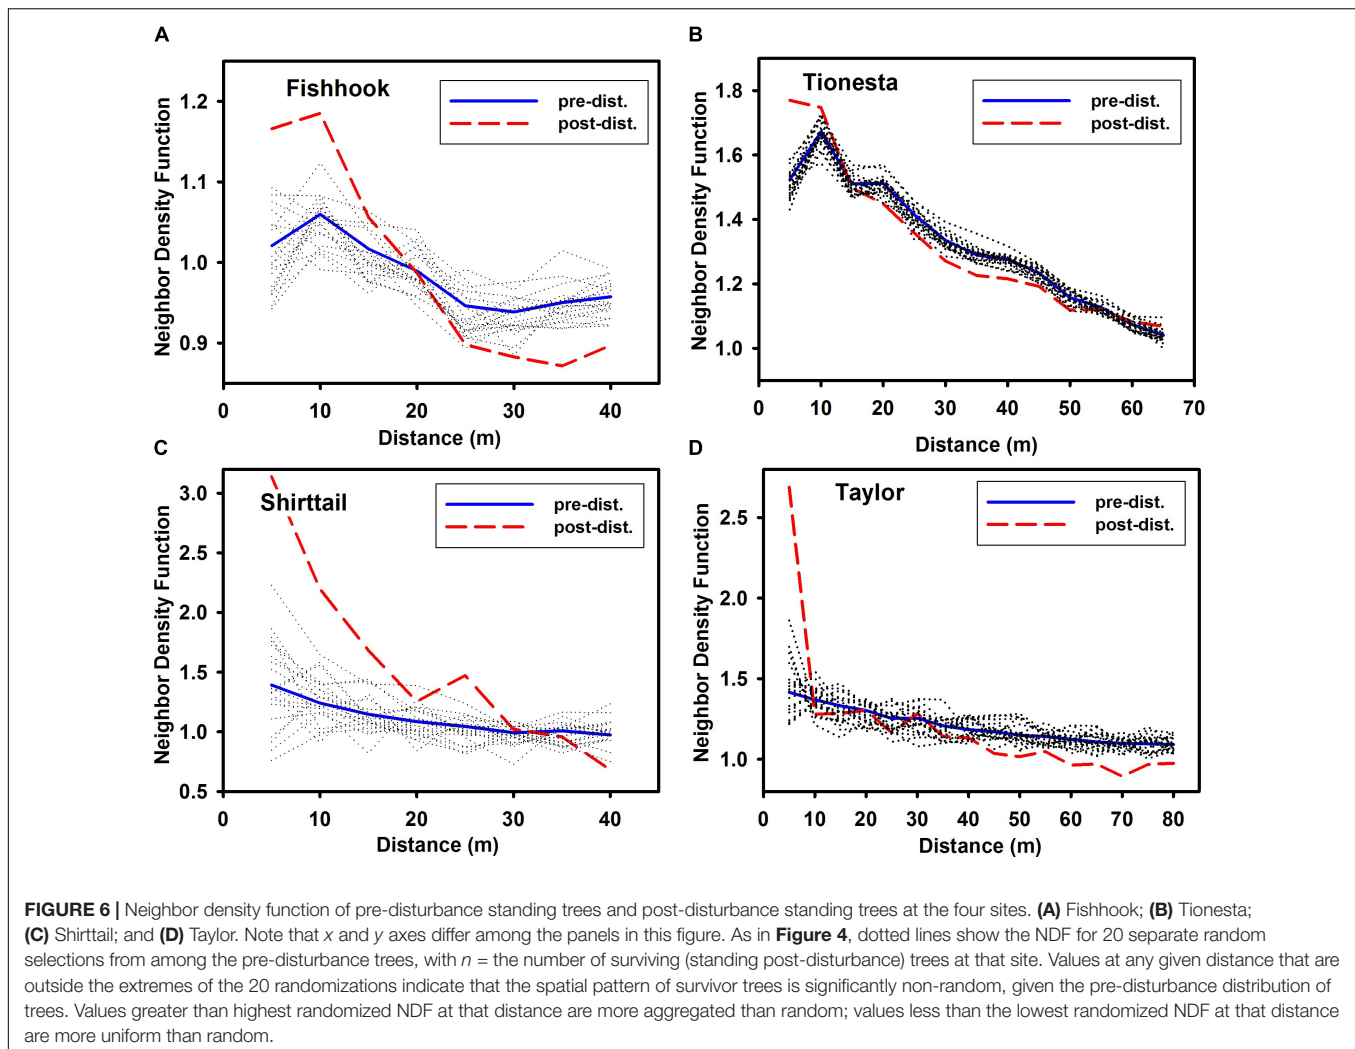 A
Fishhook
pre-dist.
post-dist.
Neighbor Density Function
1.2
1.1
1.0
0.9
0
10
20
30
40
Distance (m)
B
Tionesta
pre-dist.
post-dist.
Neighbor Density Function
1.8
1.6
1.4
1.2
1.0
0
10
20
30
40
50
60
70
Distance (m)
C
Shirttail
pre-dist.
post-dist.
Neighbor Density Function
3.0
2.5
2.0
1.5
1.0
0.5
0
10
20
30
40
Distance (m)
D
Taylor
pre-dist.
post-dist.
Neighbor Density Function
2.5
2.0
1.5
1.0
0
10
20
30
40
50
60
70
80
Distance (m)
FIGURE 6 | Neighbor density function of pre-disturbance standing trees and post-disturbance standing trees at the four sites. (A) Fishhook; (B) Tionesta;
(C) Shirttail; and (D) Taylor. Note that x and y axes differ among the panels in this figure. As in Figure 4, dotted lines show the NDF for 20 separate random
selections from among the pre-disturbance trees, with n = the number of surviving (standing post-disturbance) trees at that site. Values at any given distance that are
outside the extremes of the 20 randomizations indicate that the spatial pattern of survivor trees is significantly non-random, given the pre-disturbance distribution of
trees. Values greater than highest randomized NDF at that distance are more aggregated than random; values less than the lowest randomized NDF at that distance
are more uniform than random.